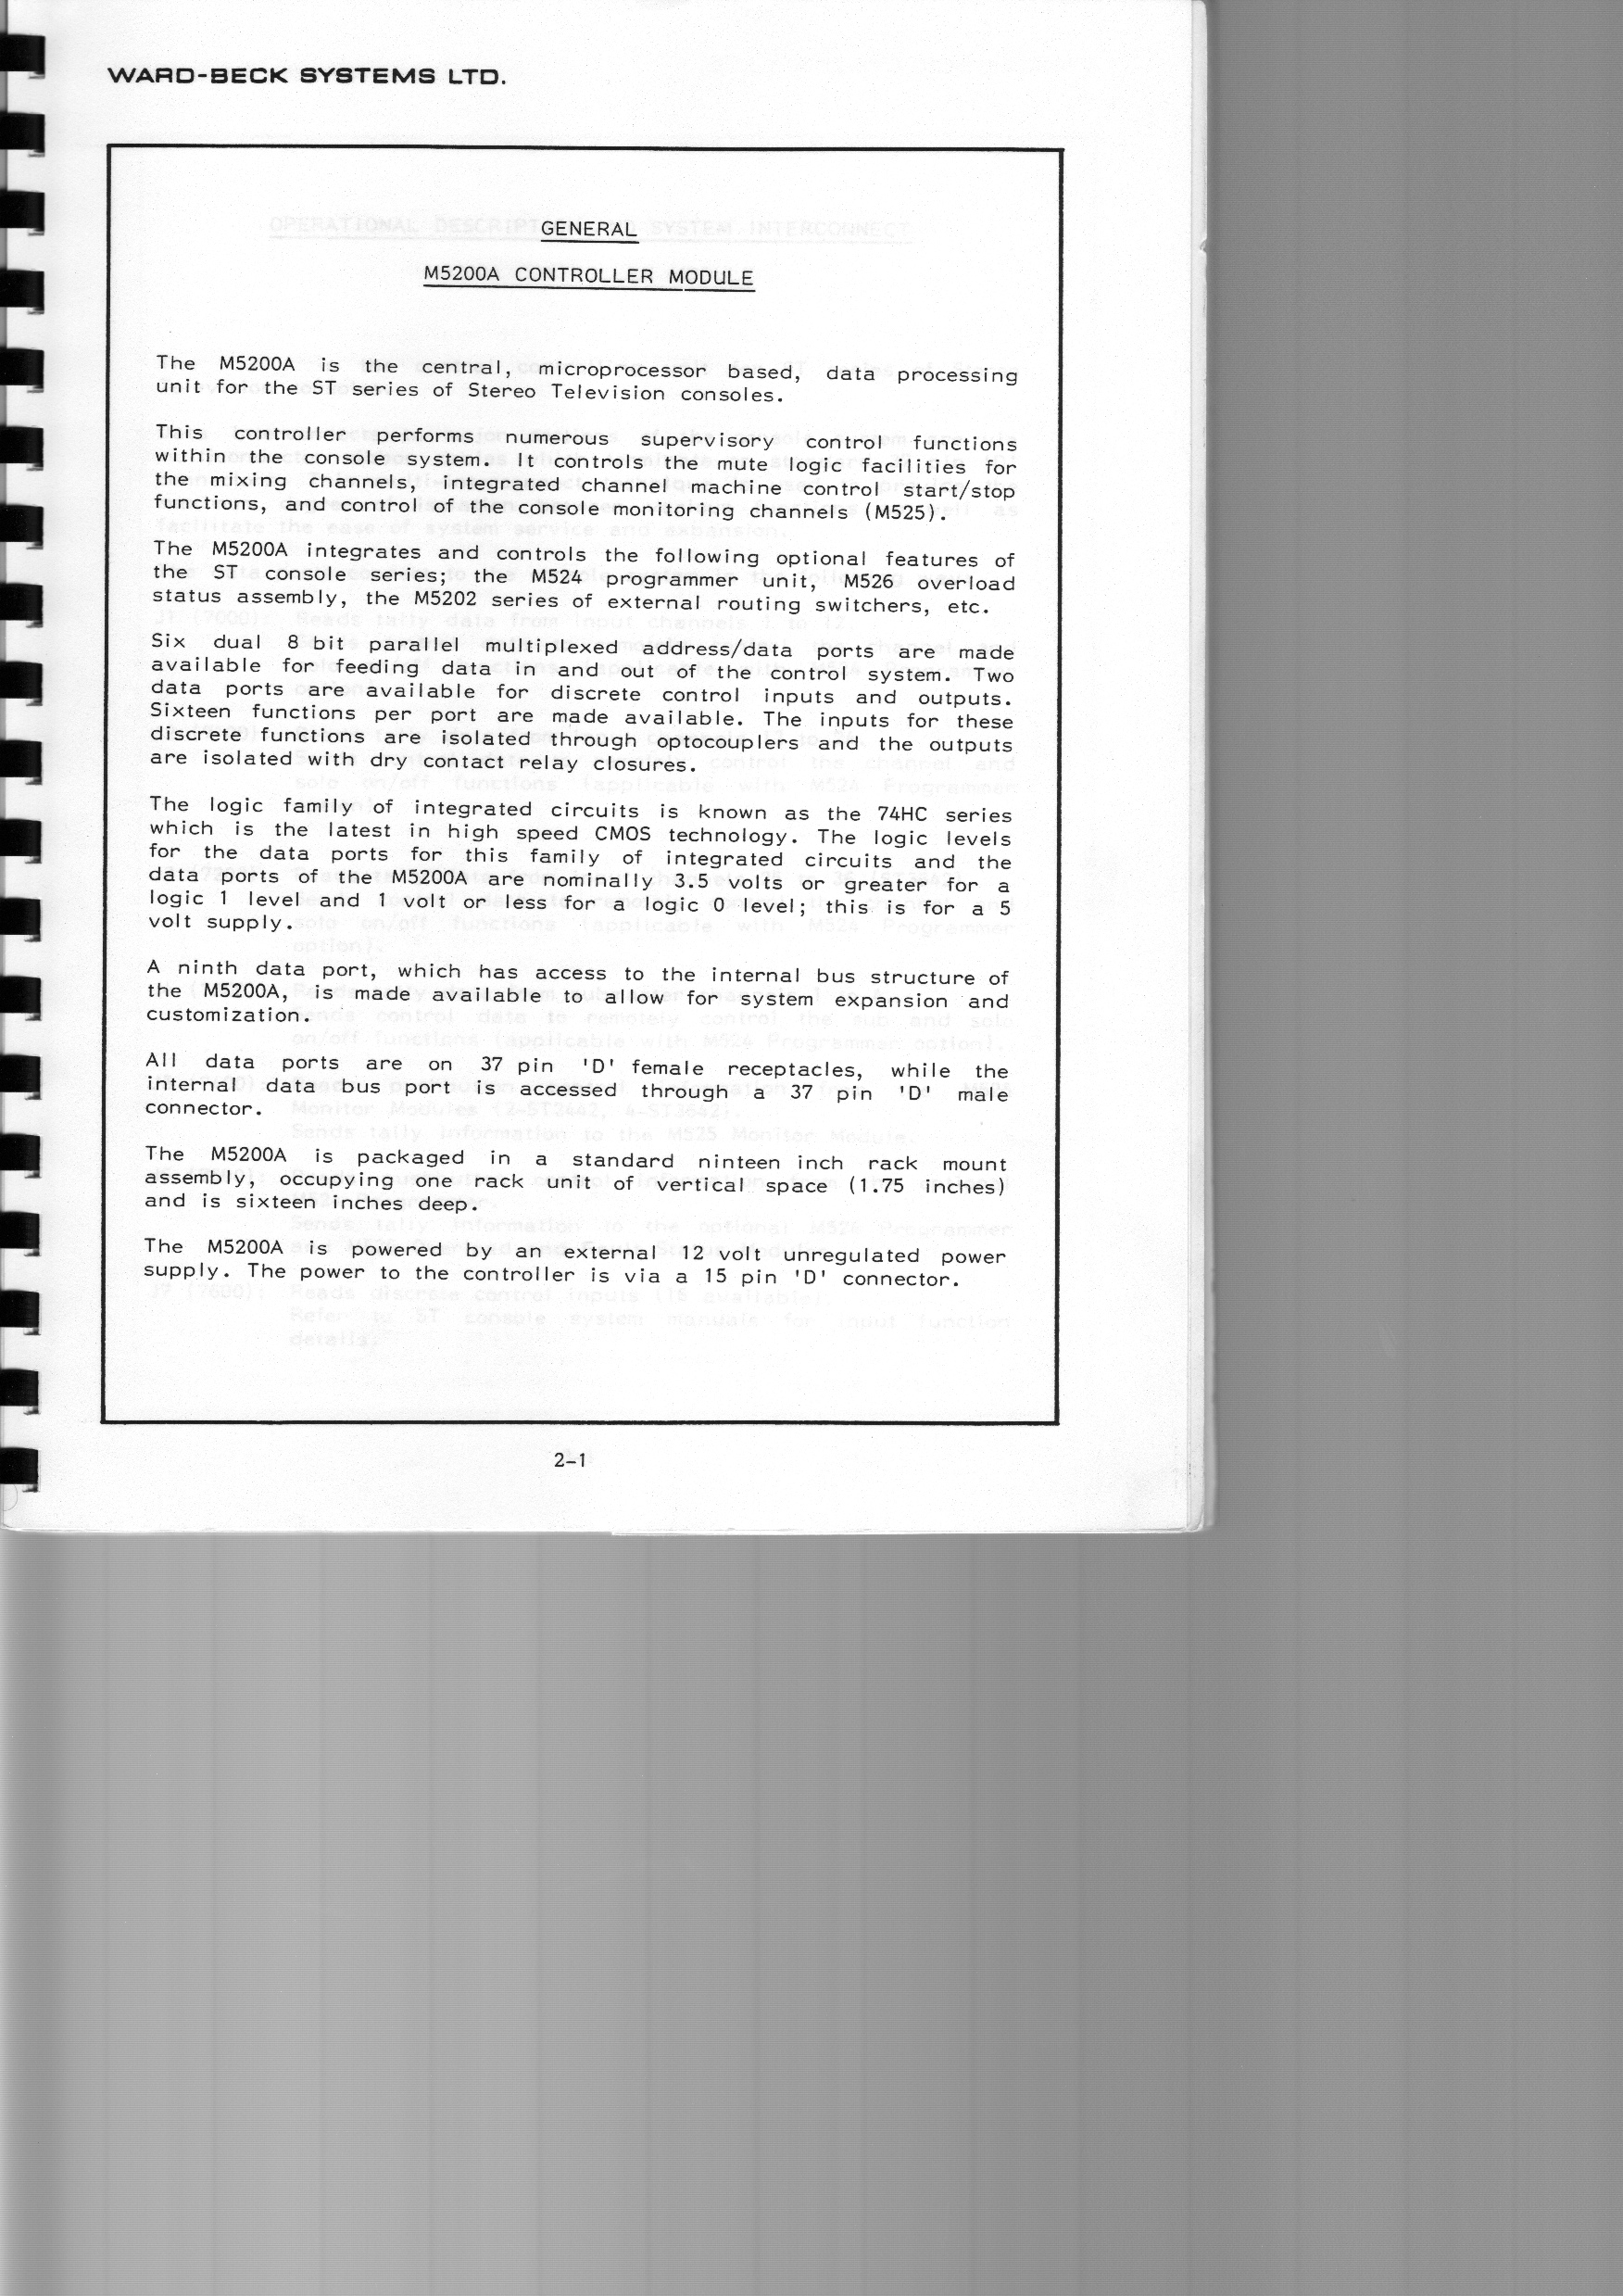 WARD-BECK SYSTEMS LTD.
GENERAL
M5200A CONTROLLER MODULE
The M5200A is the central, microprocessor based, data processing
unit for the ST series of Stereo Television consoles.
This controller performs numerous supervisory control functions
within the console system. It controls the mute logic facilities for
the mixing channels, integrated channel machine control start/stop
functions, and control of the console monitoring channels (M525).
The M5200A integrates and controls the following optional features of
the ST console series; the M524 programmer unit, M526 overload
status assembly, the M5202 series of external routing switchers, etc.
Six dual 8 bit parallel multiplexed address/data ports are made
available for feeding data in and out of the control system. Two
data ports are available for discrete control inputs and outputs.
Sixteen functions per port are made available. The inputs for these
discrete functions are isolated through optocouplers and the outputs
are isolated with dry contact relay closures.
The logic family of integrated circuits is known as the 74HC series
which is the latest in high speed CMOS technology. The logic levels
for the data ports for this family of integrated circuits and the
data ports of the M5200A are nominally 3.5 volts or greater for a
logic 1 level and 1 volt or less for a logic 0 level; this is for a 5
volt supply.
A ninth data port, which has access to the internal bus structure of
the M5200A, is made available to allow for system expansion and
customization.
All data ports are on 37 pin 'D' female receptacles, while the
internal data bus port is accessed through a 37 pin 'D' male
connector.
The M5200A is packaged in a standard ninteen inch rack mount
assembly, occupying one rack unit of vertical space (1.75 inches)
and is sixteen inches deep.
The M5200A is powered by an external 12 volt unregulated power
supply. The power to the controller is via a 15 pin 'D' connector.
2-1